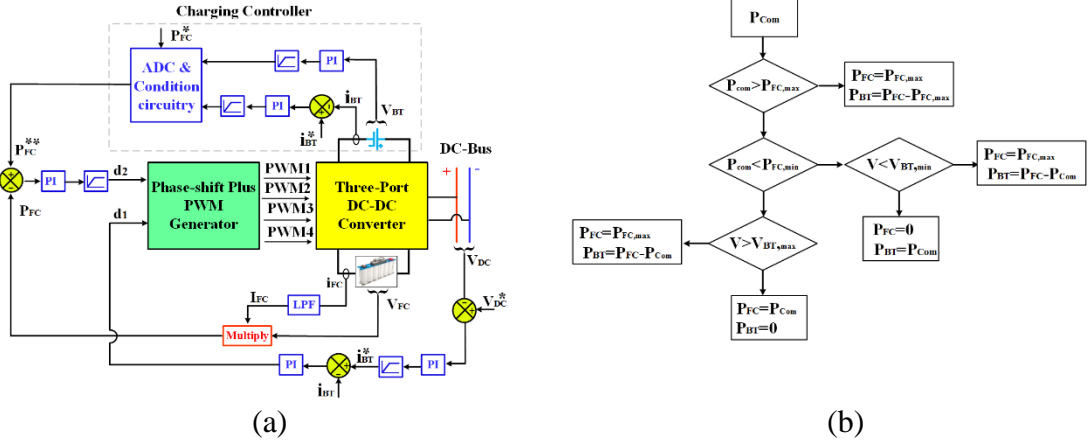 Charging Controller
P*FC
ADC &
Condition
circuitry
PI
PI
iBT
VBT
i*BT
P**FC
DC-Bus
+
-
PI
d2
Phase-shift Plus
PWM
Generator
PWM1
PWM2
PWM3
PWM4
Three-Port
DC-DC
Converter
PFC
d1
iFC
VDC
IFC
LPF
VFC
V*DC
Multiply
PI
i*BT
PI
iBT
(a)
PCom
Pcom>PFC,max
PFC=PFC,max
PBT=PFC-PFC,max
Pcom<PFC,min
V<VBT,min
PFC=PFC,max
PBT=PFC-PCom
V>VBT,max
PFC=PFC,max
PBT=PFC-PCom
PFC=0
PBT=PCom
PFC=PCom
PBT=0
(b)